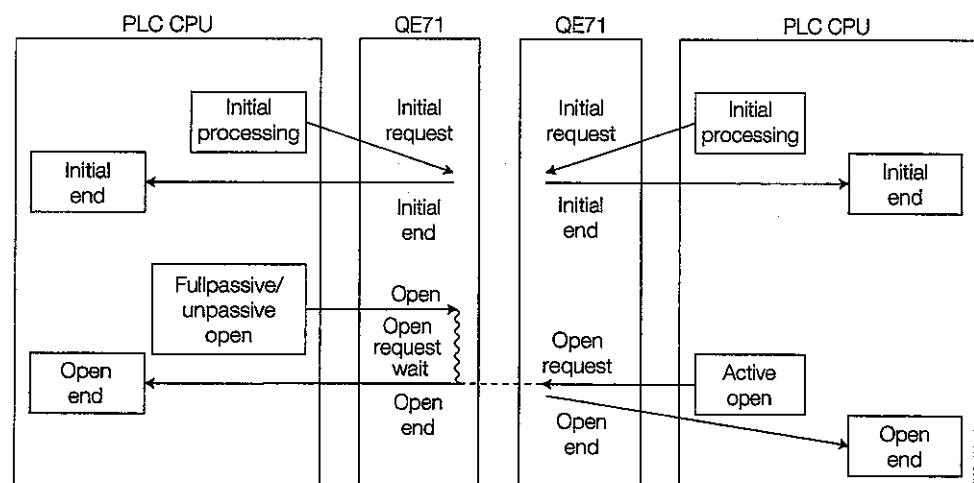 PLC CPU
QE71
QE71
PLC CPU
Initial
processing
Initial
request
Initial
request
Initial
processing
Initial
end
Initial
end
Initial
end
Initial
end
Fullpassive/
unpassive
open
Open
Open
request
wait
Open
request
Active
open
Open
end
Open
end
Open
end
Open
end